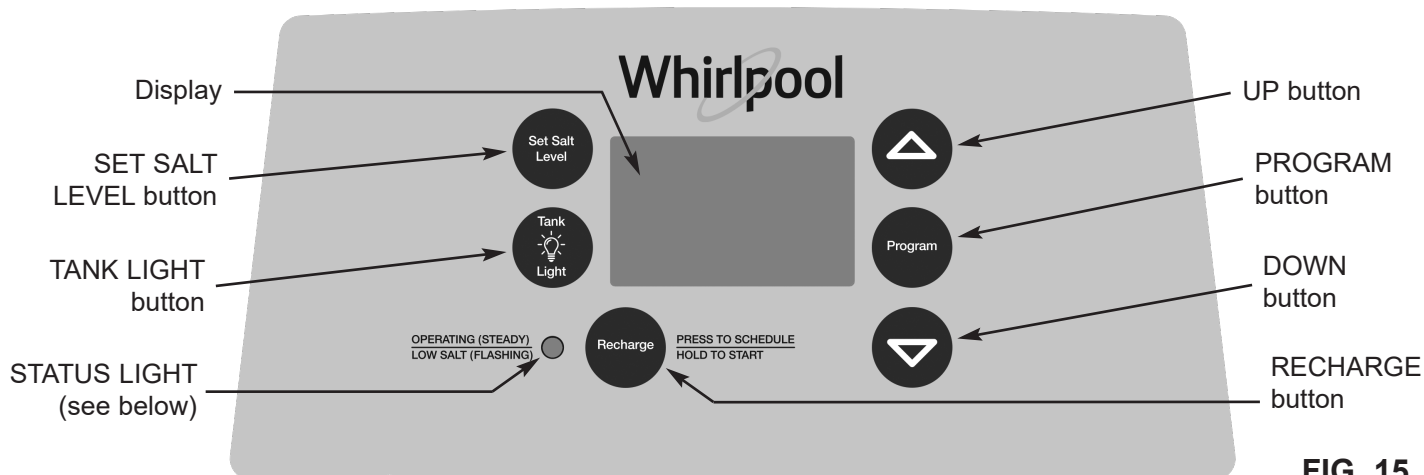 Whirlpool
Display
UP button
Set Salt
Level
SET SALT
LEVEL button
PROGRAM
button
Tank
Light
Program
TANK LIGHT
button
DOWN
button
OPERATING (STEADY)
LOW SALT (FLASHING)
Recharge
PRESS TO SCHEDULE
HOLD TO START
STATUS LIGHT
(see below)
RECHARGE
button
FIG. 15